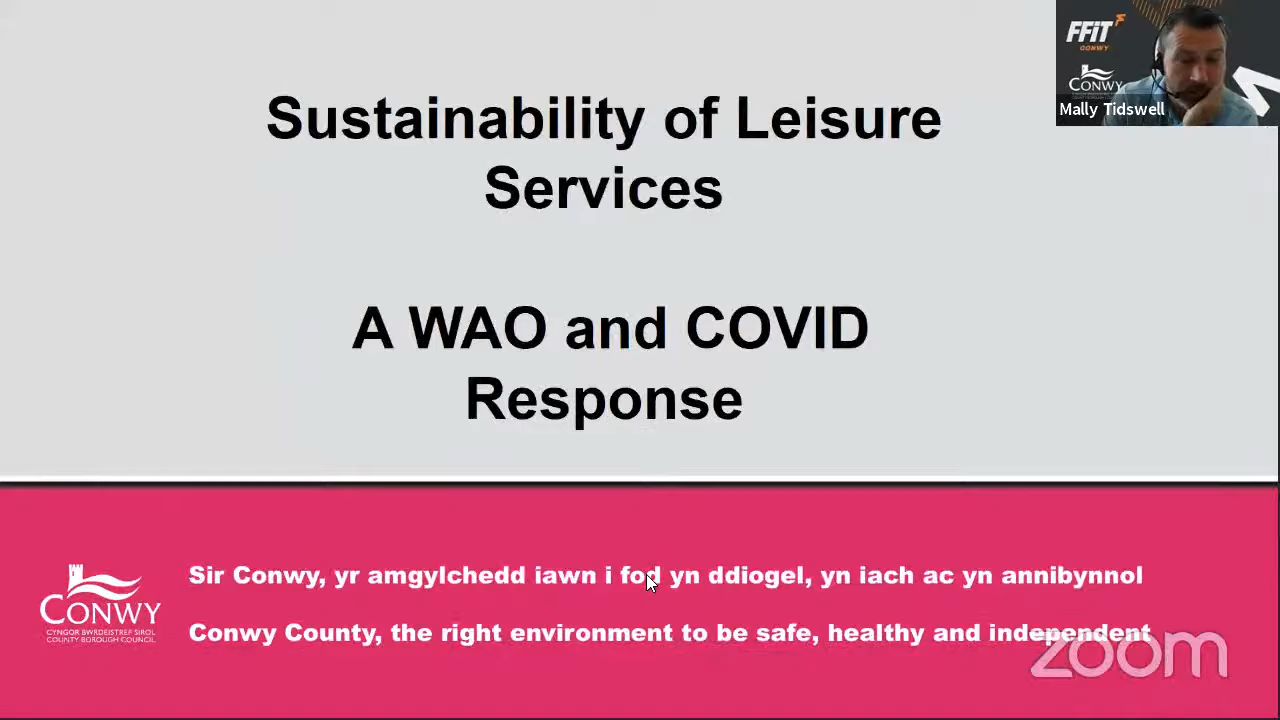 Sustainability of Leisure
Services
A WAO and COVID
Response
FFiT
CONWY
CONWY
Mally Tidswell
CONWY
CYNGOR BWRDEISTREF SIROL
COUNTY BOROUGH COUNCIL
Sir Conwy, yr amgylchedd iawn i fod yn ddiogel, yn iach ac yn annibynnol
Conwy County, the right environment to be safe, healthy and independent
zoom